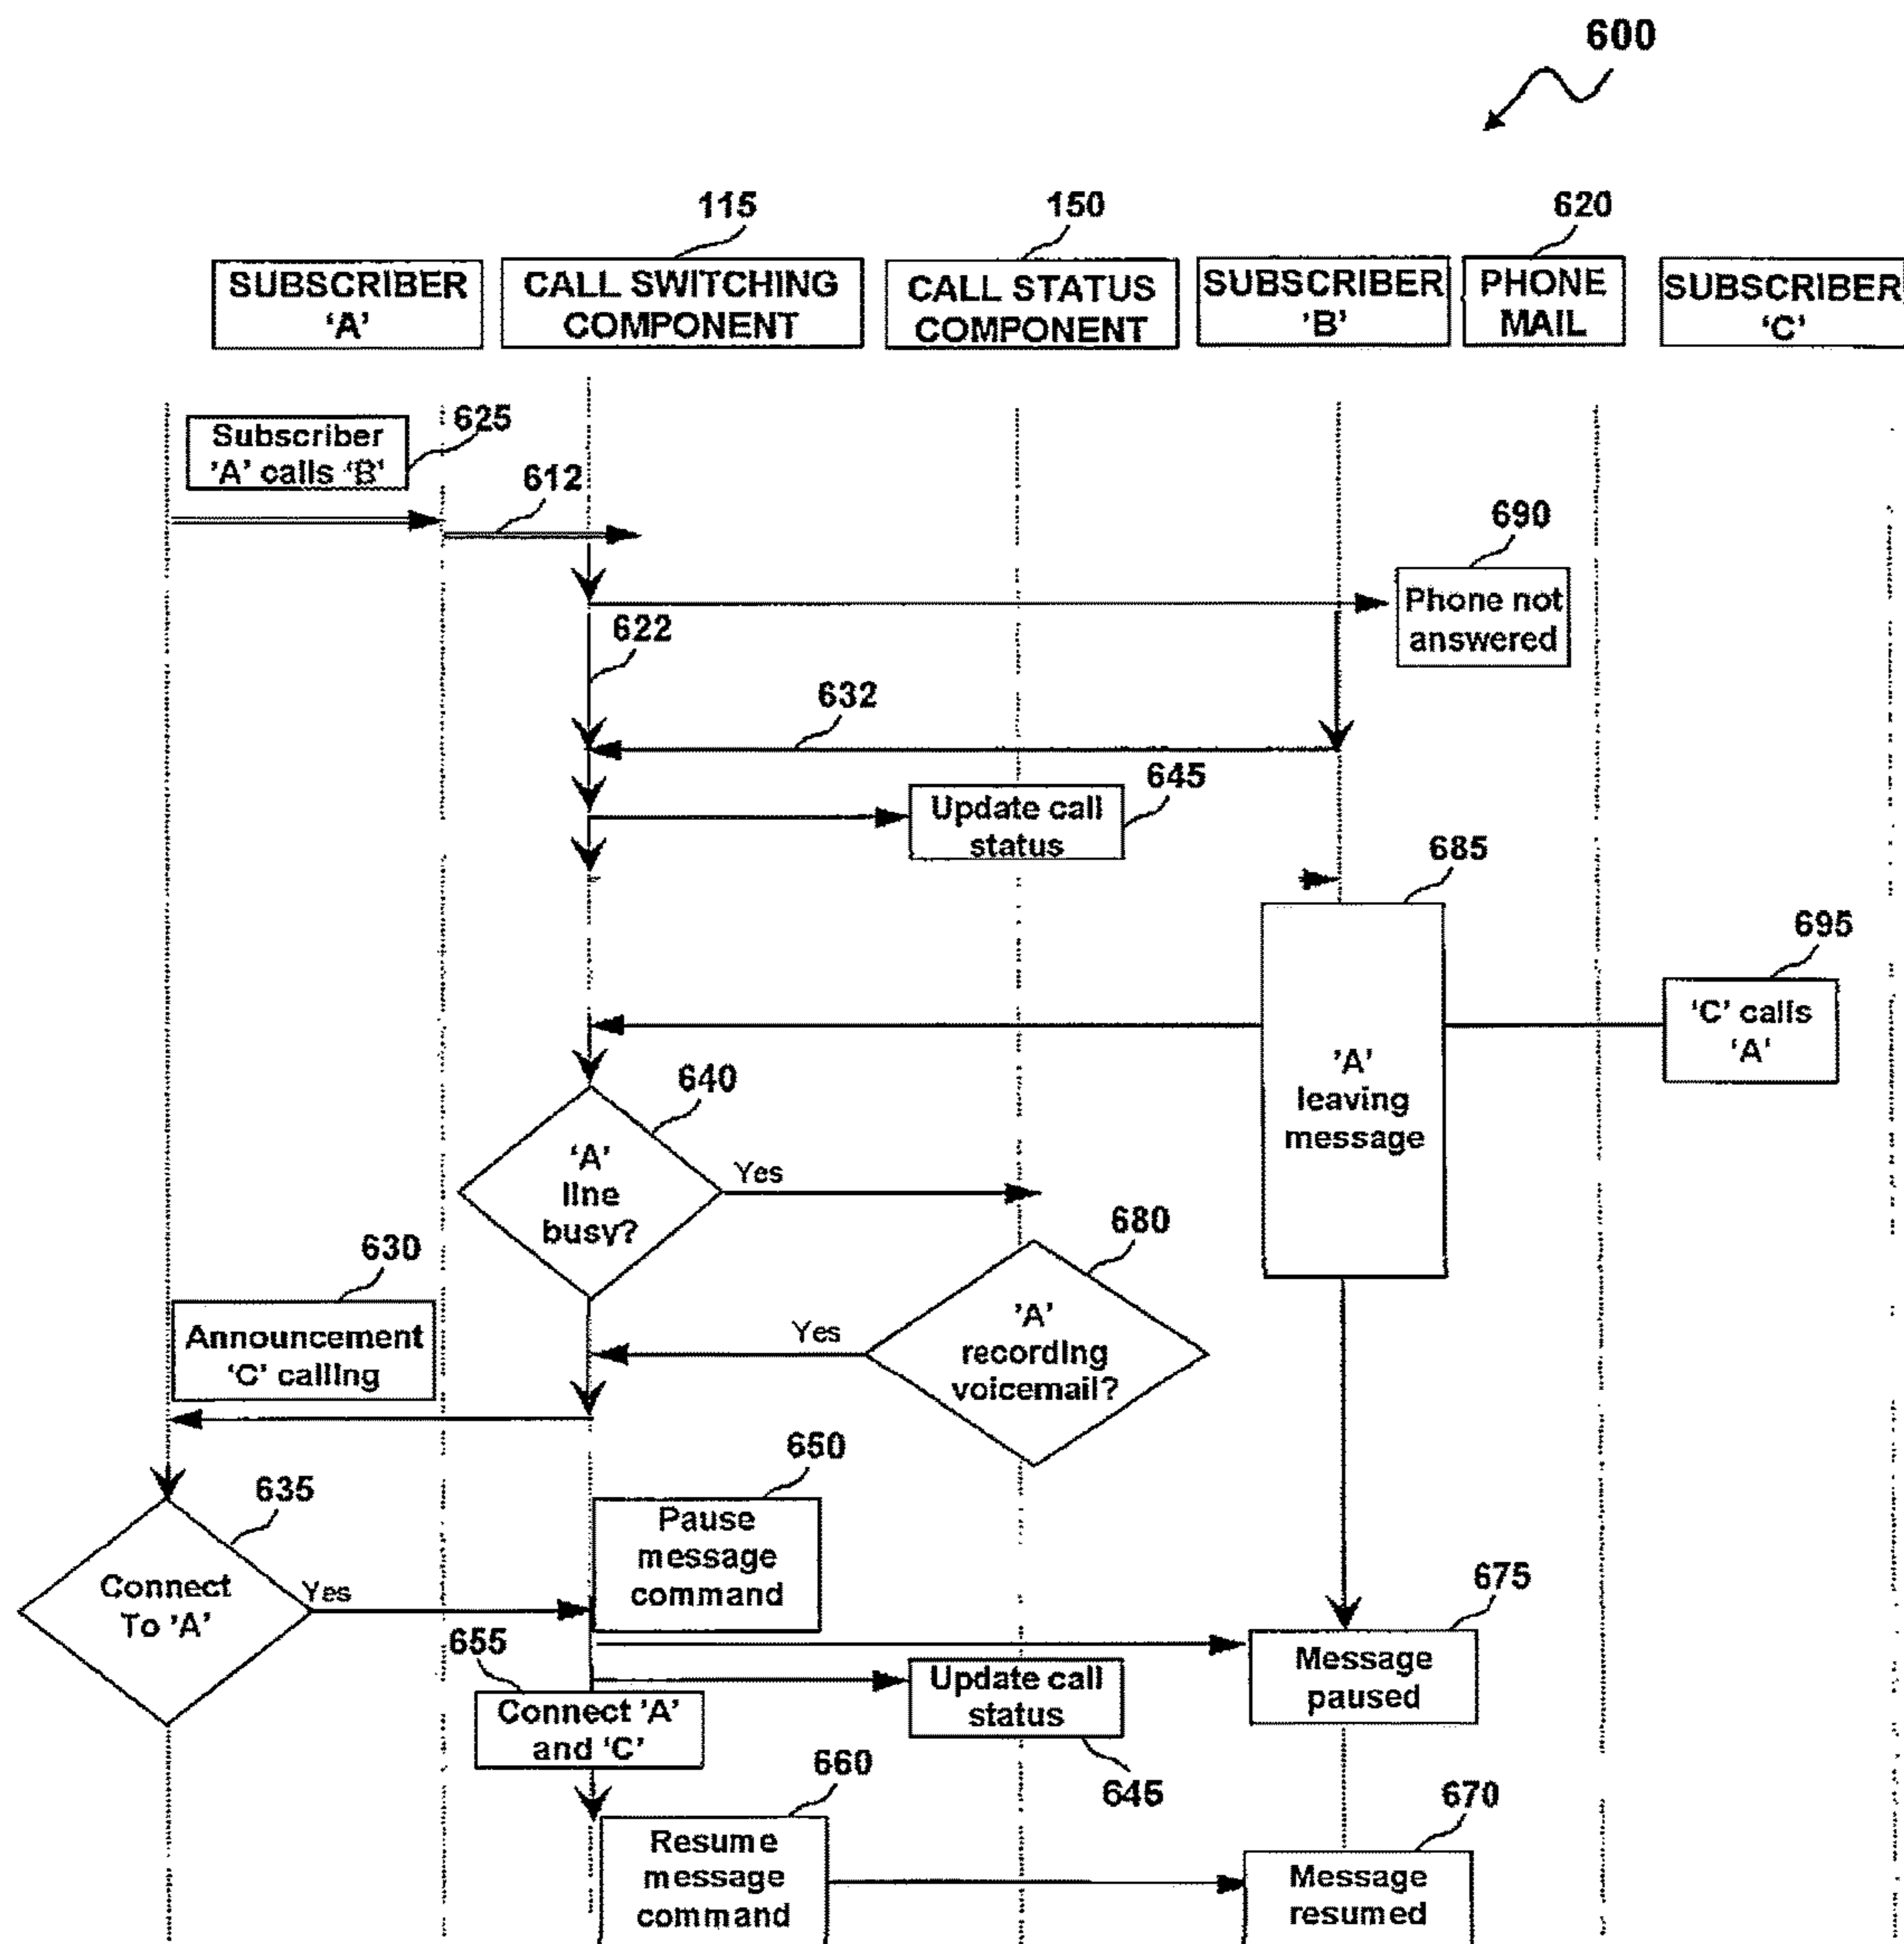 600
115
150
620
SUBSCRIBER
‘A’
CALL SWITCHING
COMPONENT
CALL STATUS
COMPONENT
SUBSCRIBER
‘B’
PHONE
MAIL
SUBSCRIBER
‘C’
Subscriber
’A’ calls ‘B’
625
612
690
Phone not
answered
622
632
645
Update call
status
685
695
‘C’ calls
‘A’
’A’
leaving
message
640
‘A’
line
busy?
Yes
680
630
Announcement
‘C’ calling
Yes
’A’
recording
voicemail?
650
635
Pause
message
command
Connect
To ’A’
Yes
675
655
Message
paused
Update call
status
Connect ’A’
and ‘C’
660
645
670
Resume
message
command
Message
resumed